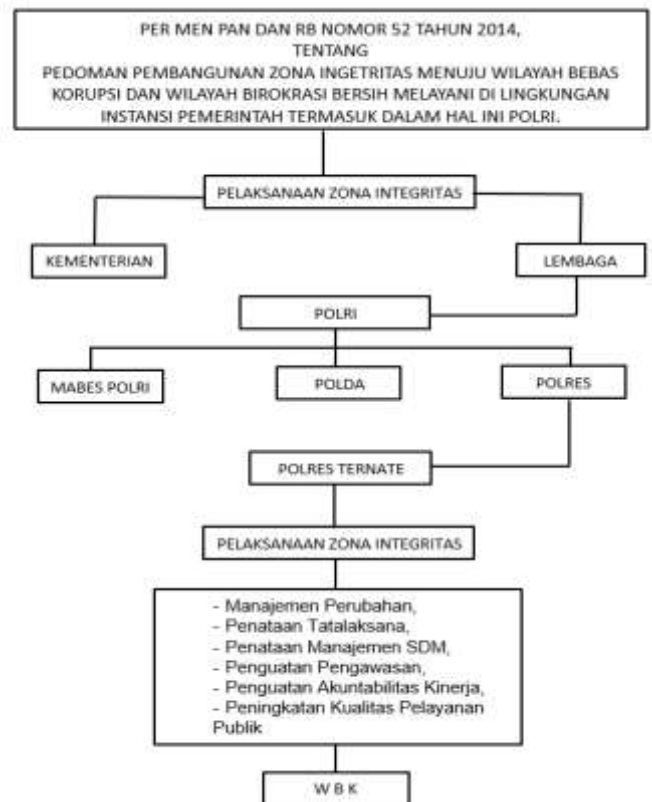 PER MEN PAN DAN RB NOMOR 52 TAHUN 2014,
TENTANG
PEDOMAN PEMBANGUNAN ZONA INGETRITAS MENUJU WILAYAH BEBAS
KORUPSI DAN WILAYAH BIROKRASI BERSIH MELAYANI DI LINGKUNGAN
INSTANSI PEMERINTAH TERMASUK DALAM HAL INI POLRI.
PELAKSANAAN ZONA INTEGRITAS
KEMENTERIAN
LEMBAGA
POLRI
MABES POLRI
POLDA
POLRES
POLRES TERNATE
PELAKSANAAN ZONA INTEGRITAS
- Manajemen Perubahan,
- Penataan Tatalaksana,
- Penataan Manajemen SDM,
- Penguatan Pengawasan,
- Penguatan Akuntabilitas Kinerja,
- Peningkatan Kualitas Pelayanan
Publik
W B K